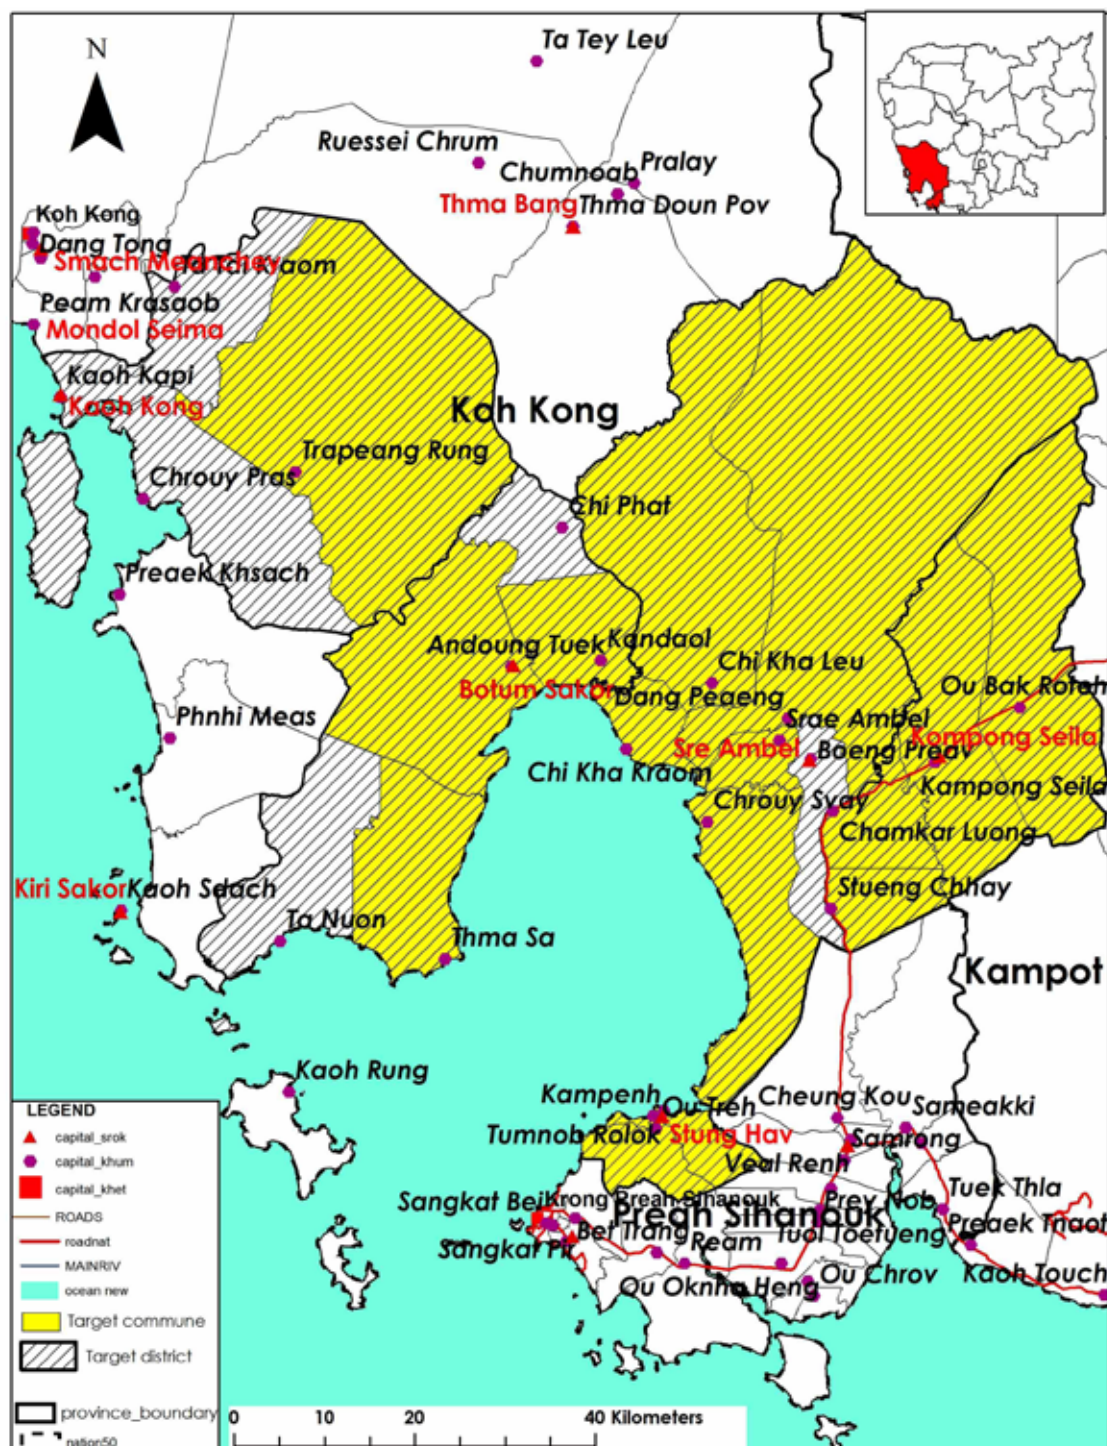 N
Ta Tey Leu
Ruessei Chrum
Chumnoab
Pralay
Thma Bang
Thma Doun Pov
Koh Kong
Dang Tong
Smach Meanchey
Kraom
Peam Krasaob
Mondol Seima
Kaoh Kapi
Kaoh Kong
Koh Kong
Trapeang Rung
Chrouy Pras
Chi Phat
Preaek Khsach
Andoung Tuek
Kandaol
Chi Kha Leu
Botum Sakor
Dang Peaeng
Ou Bak Roteh
Phnhi Meas
Srae Ambel
Sre Ambel
Boeng Preav
Kompong Seila
Chi Kha Kraom
Kampong Seila
Chrouy Svay
Chamkar Luong
Kiri Sakor
Kaoh Sdach
Stueng Chhay
Ta Nuon
Thma Sa
Kampot
Kaoh Rung
Kampenh
Ou Treh
Cheung Kou
Sameakki
Tumnob Rolok
Stung Hav
Samrong
Veal Renh
Sangkat Bei
Krong Preah Sihanouk
Prey Nob
Tuek Thla
Preah Sihanouk
Preaek Tnaot
Sangkat Pir
Bet Trang
Ream
Tuol Toetueng
Ou Oknha Heng
Ou Chrov
Kaoh Touch
LEGEND
capital_srok
capital_khum
capital_khet
ROADS
roadnat
MAINRIV
ocean new
Target commune
Target district
province_boundary
nation50
0 10 20 40 Kilometers